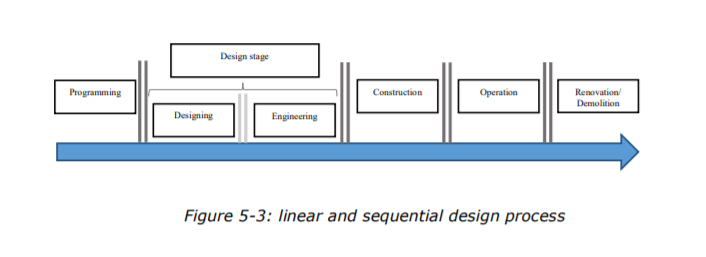 Design stage
Programming
Designing
Engineering
Construction
Operation
Renovation/
Demolition
Figure 5-3: linear and sequential design process